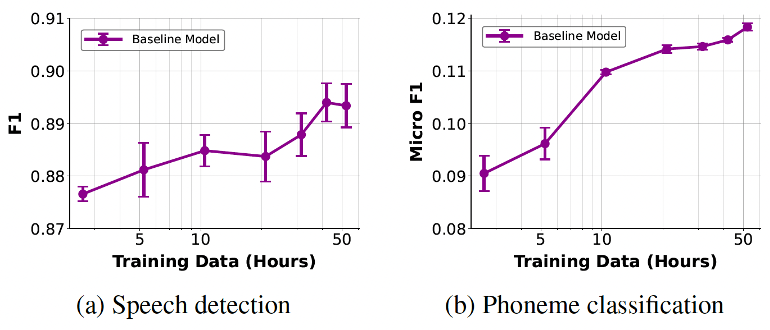 0.91
0.90
0.89
0.88
0.87
F1
Baseline Model
5 10 50
Training Data (Hours)
(a) Speech detection
0.12
0.11
0.10
0.09
0.08
Micro F1
Baseline Model
5 10 50
Training Data (Hours)
(b) Phoneme classification